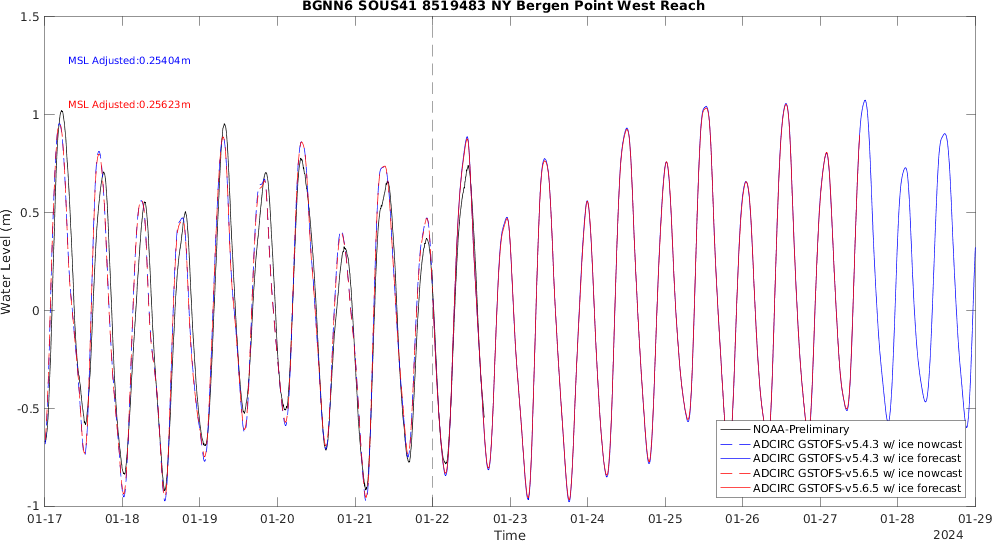 BGNN6 SOUS41 8519483 NY Bergen Point West Reach
1.5
MSL Adjusted:0.25404m
MSL Adjusted:0.25623m
1
0.5
0
-0.5
-1
Water Level (m)
NOAA-Preliminary
ADCIRC GSTOFS-v5.4.3 w/ ice nowcast
ADCIRC GSTOFS-v5.4.3 w/ ice forecast
ADCIRC GSTOFS-v5.6.5 w/ ice nowcast
ADCIRC GSTOFS-v5.6.5 w/ ice forecast
01-17 01-18 01-19 01-20 01-21 01-22 01-23 01-24 01-25 01-26 01-27 01-28 01-29
Time
2024